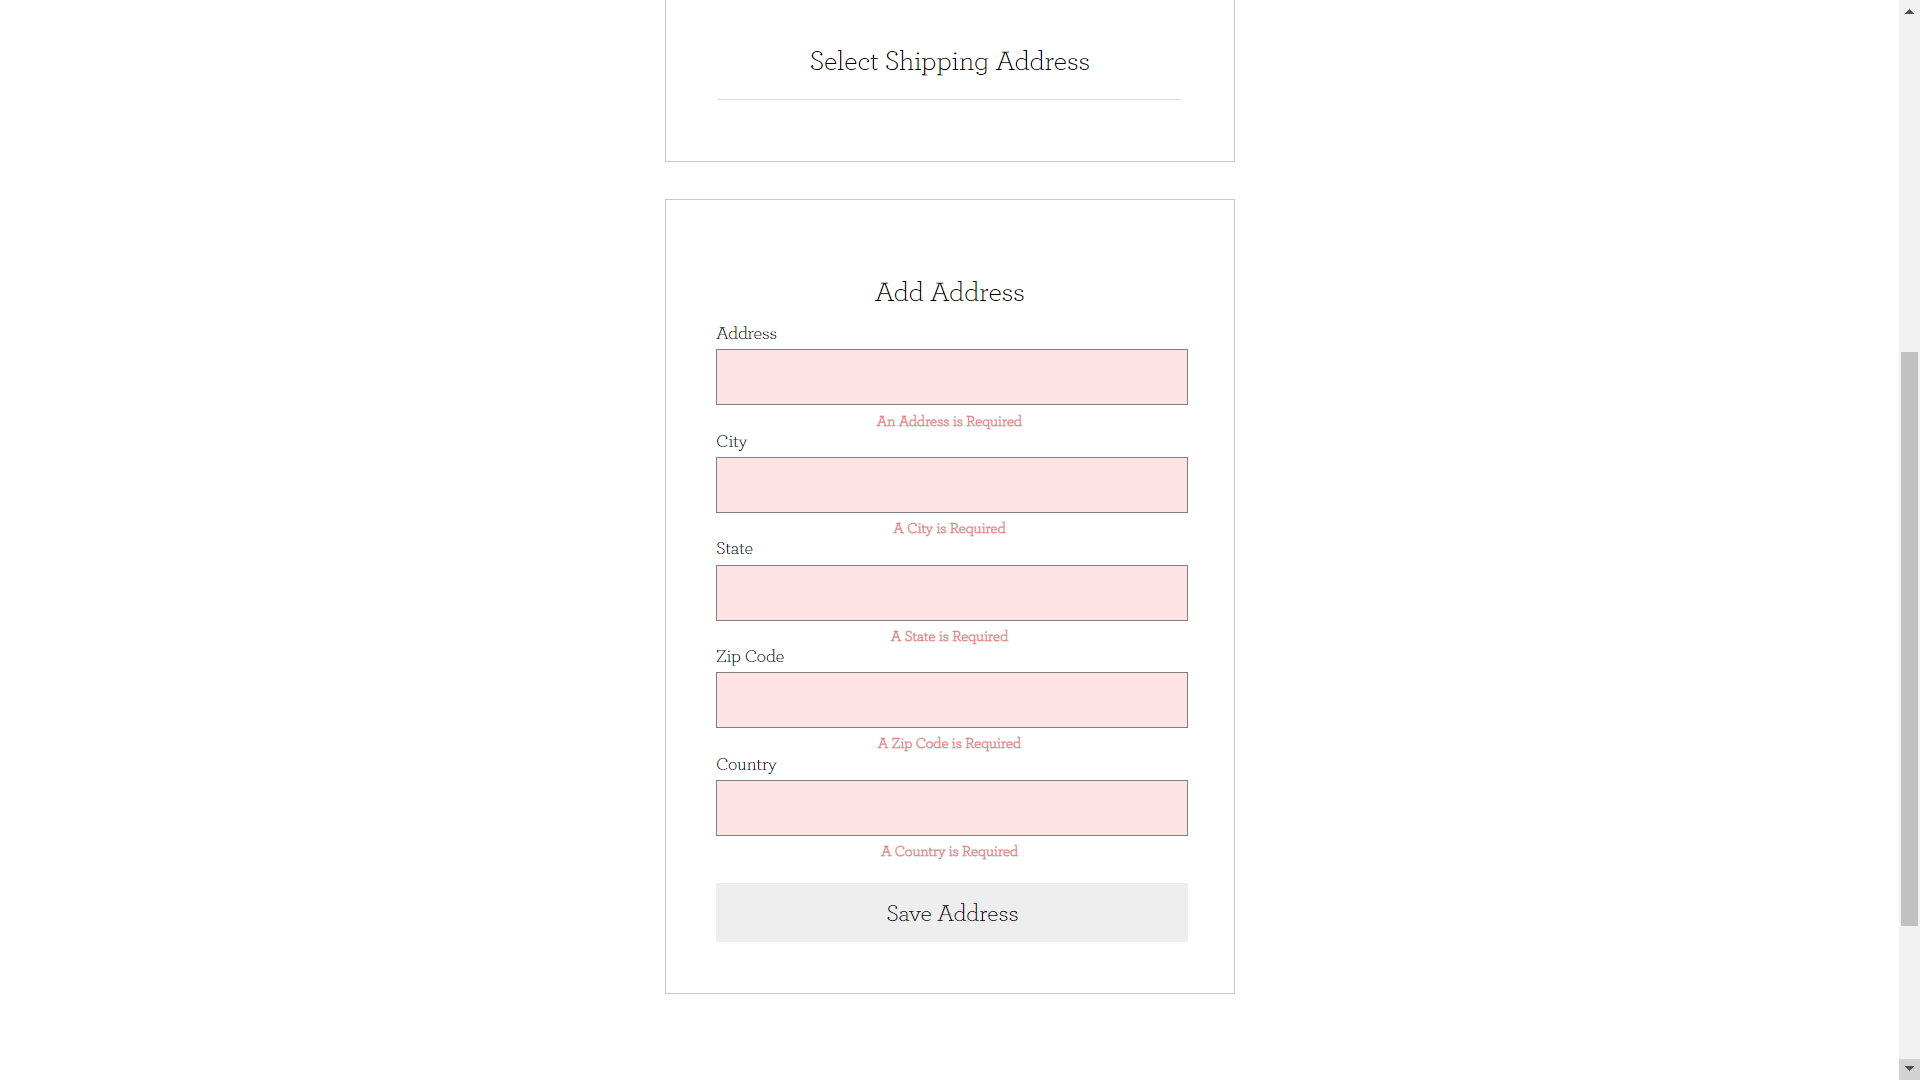 Select Shipping Address
Add Address
Address
An Address is Required
City
A City is Required
State
A State is Required
Zip Code
A Zip Code is Required
Country
A Country is Required
Save Address